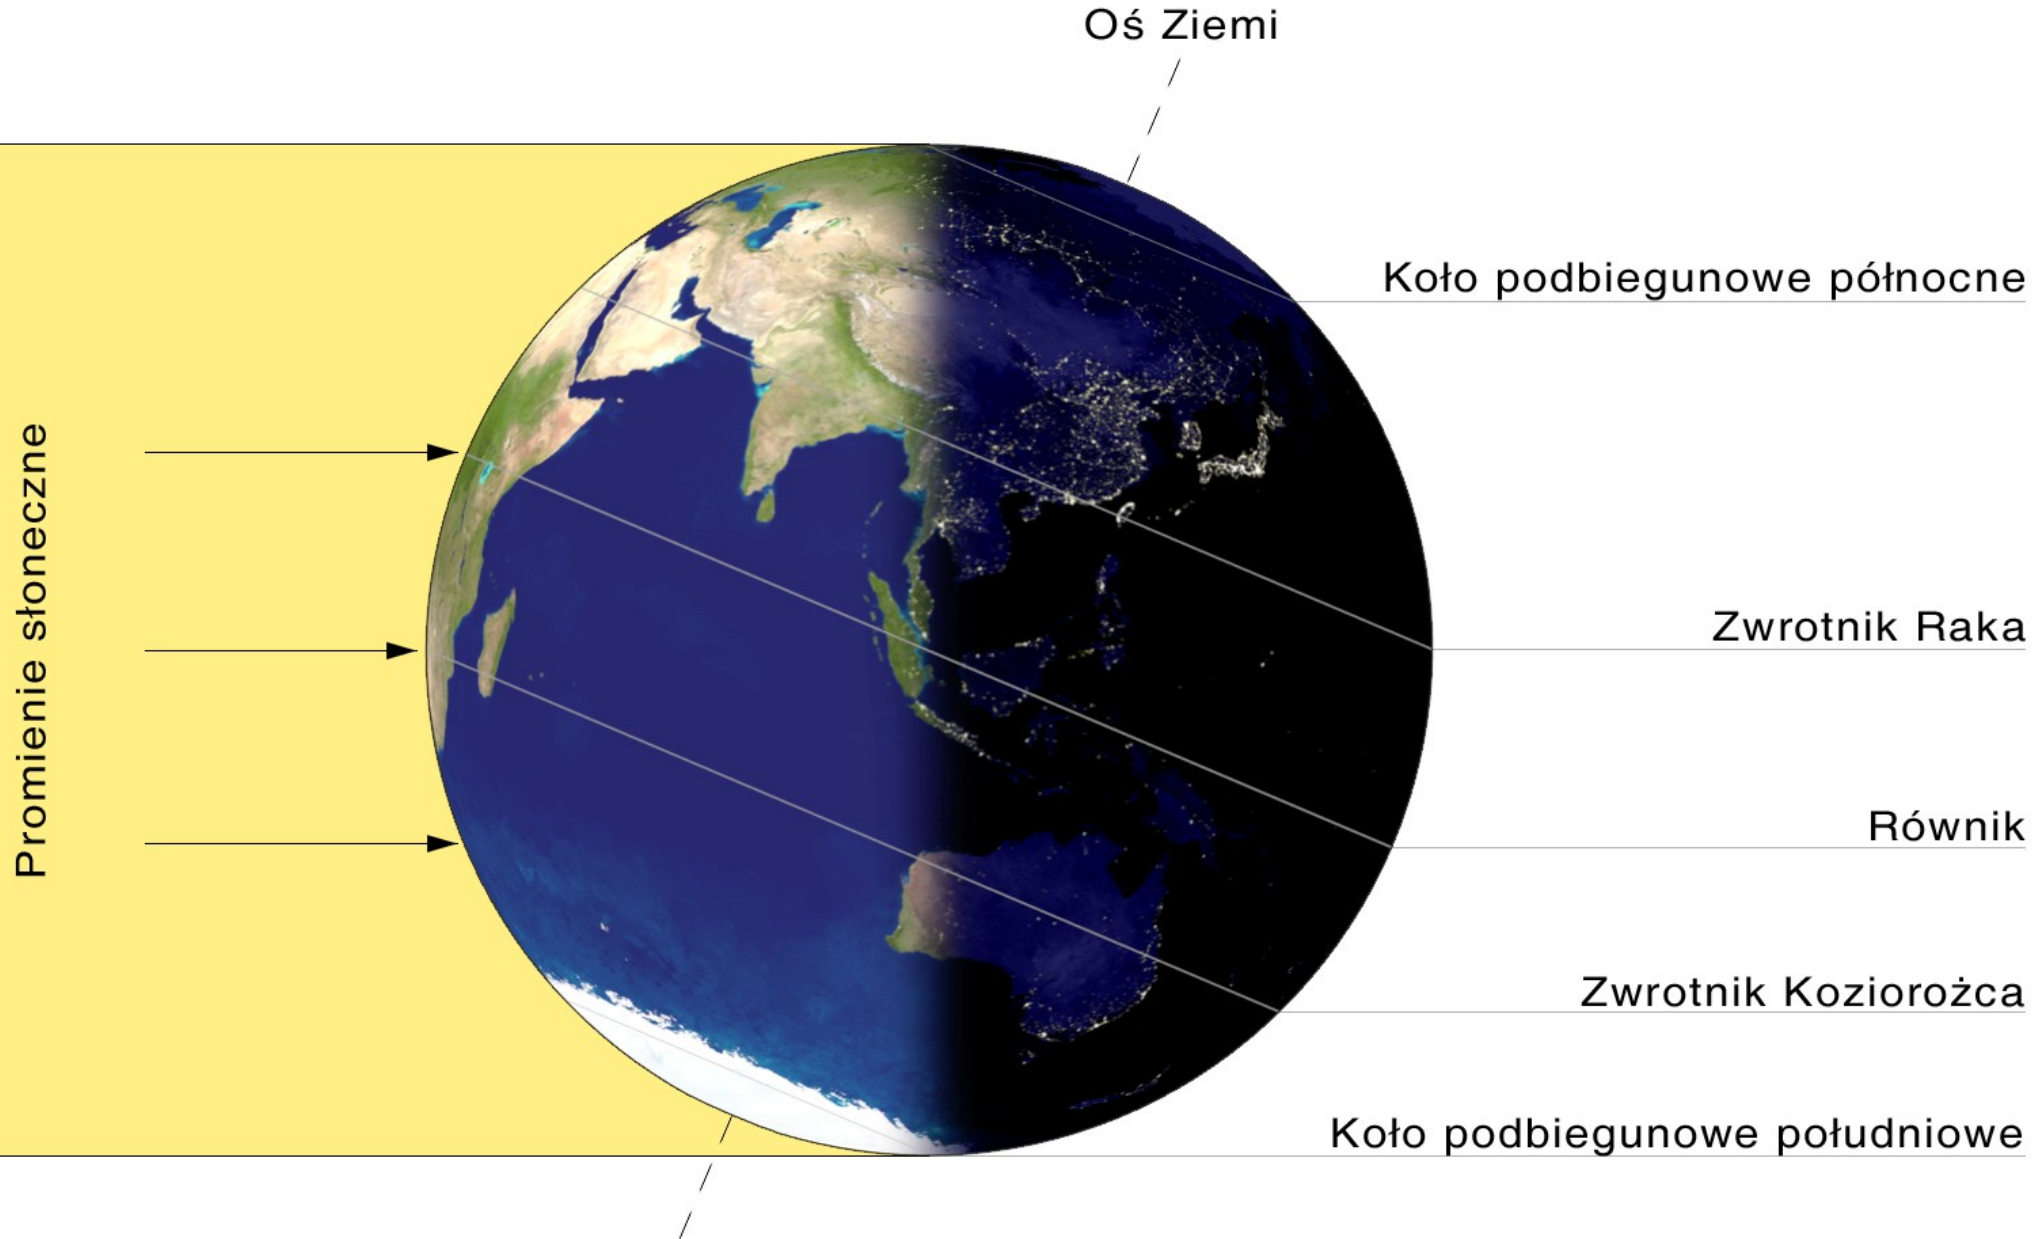 Oś Ziemi
Koło podbiegunowe północne
Promienie słoneczne
Zwrotnik Raka
Równik
Zwrotnik Koziorożca
Koło podbiegunowe południowe